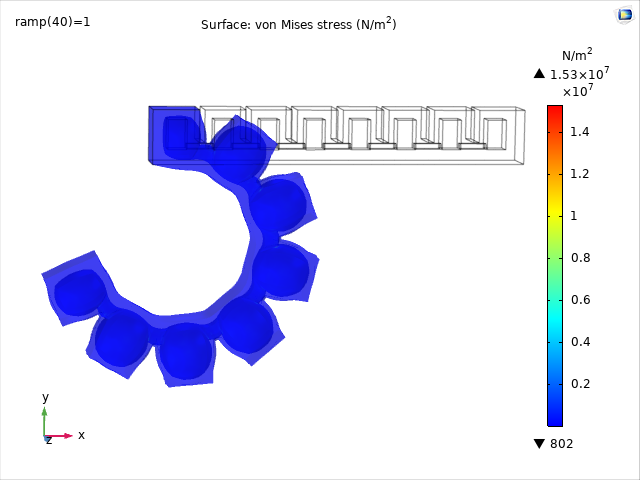 ramp(40)=1
Surface: von Mises stress (N/m²)
N/m²
▲ 1.53×10⁷
×10⁷
1.4
1.2
1
0.8
0.6
0.4
0.2
▼ 802
y
z
x